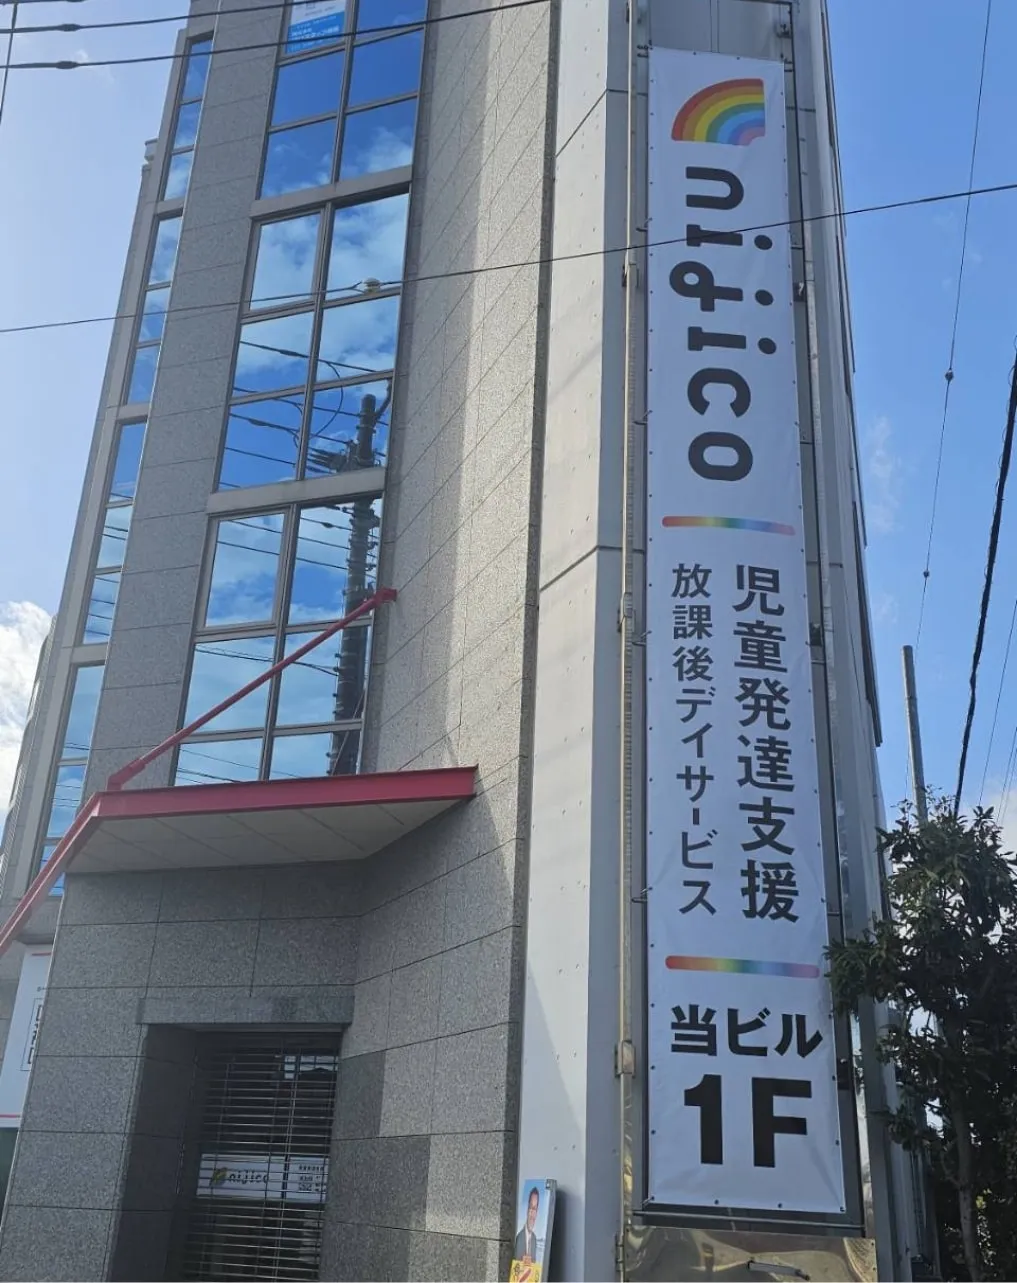 nijico
児童発達支援
放課後デイサービス
当ビル
1F
nijico